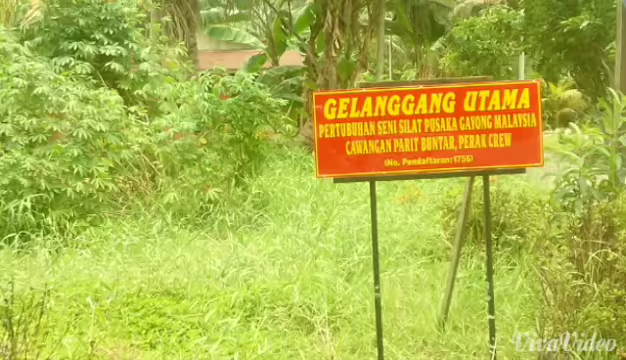 GELANGGANG UTAMA
PERTUBUHAN SENI SILAT PUSAKA GAYONG MALAYSIA
CAWANGAN PARIT BUNTAR, PERAK CREW
(No. Pendaftaran:1756)
VivaVideo